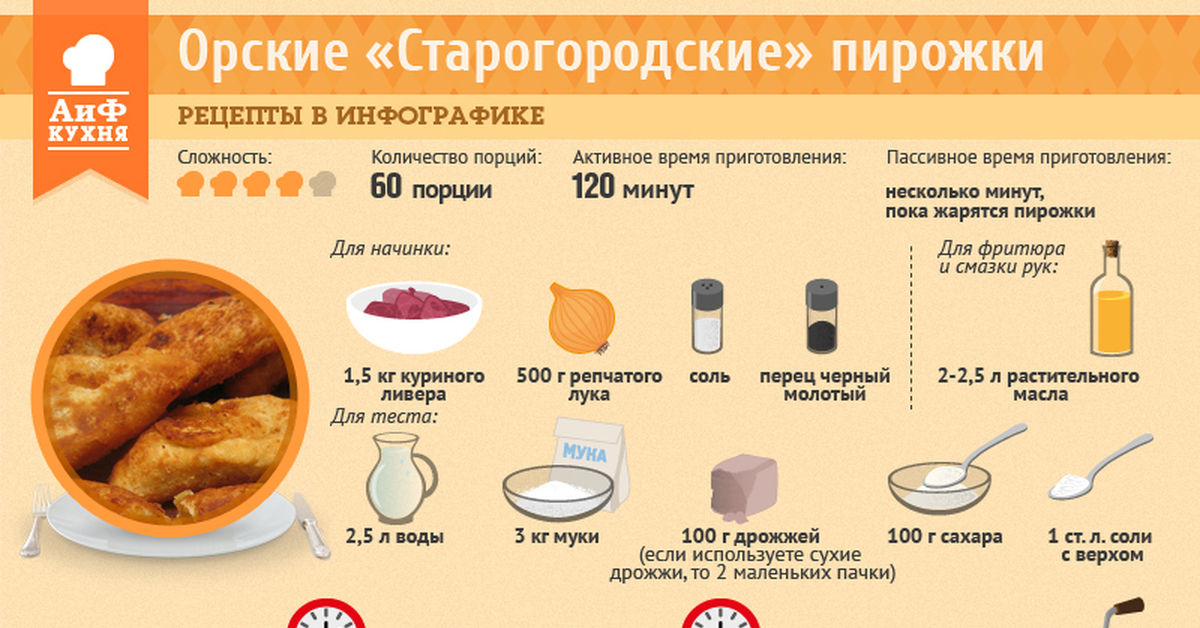 АиФ
КУХНЯ
Орские «Старогородские» пирожки
РЕЦЕПТЫ В ИНФОГРАФИКЕ
Сложность:
Количество порций:
60 порции
Активное время приготовления:
120 минут
Пассивное время приготовления:
несколько минут,
пока жарятся пирожки
Для начинки:
1,5 кг куриного
ливера
500 г репчатого
лука
соль
перец черный
молотый
Для фритюра
и смазки рук:
2-2,5 л растительного
масла
Для теста:
2,5 л воды
МУКА
3 кг муки
100 г дрожжей
(если используете сухие
дрожжи, то 2 маленьких пачки)
100 г сахара
1 ст. л. соли
с верхом